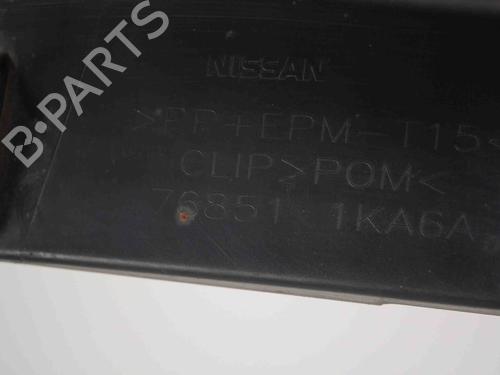 NISSAN
>PP+EPM-T15<
CLIP>POM<
76851 1KA6A
B-PARTS